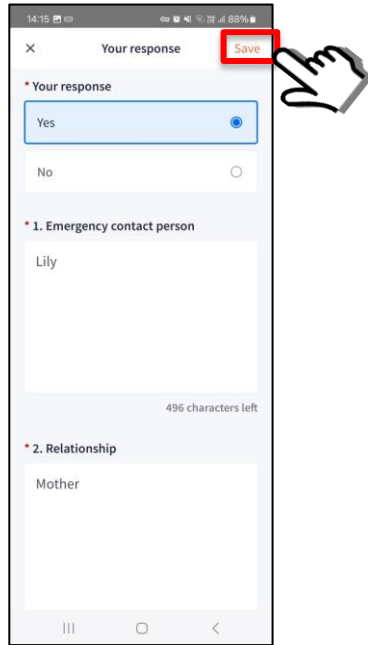 14:15 88%
× Your response Save
* Your response
Yes
No
* 1. Emergency contact person
Lily
496 characters left
* 2. Relationship
Mother